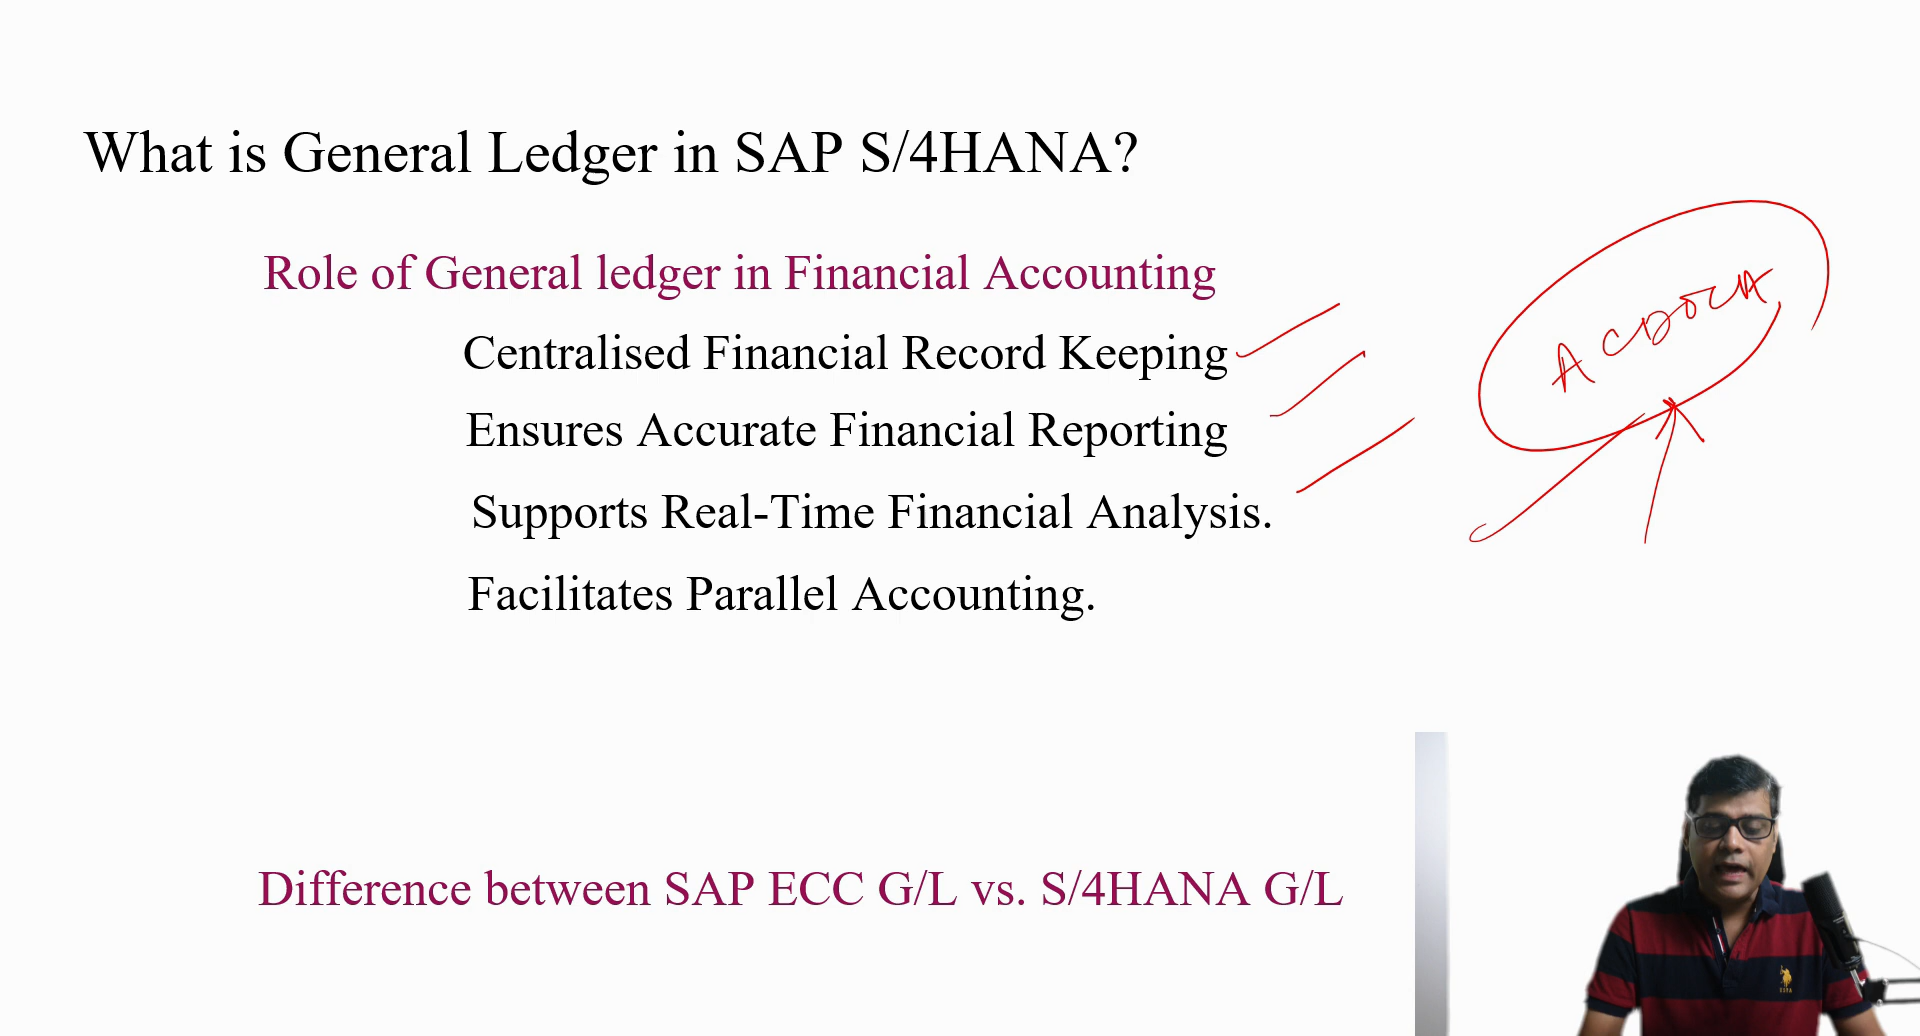 What is General Ledger in SAP S/4HANA?
Role of General ledger in Financial Accounting
Centralised Financial Record Keeping
Ensures Accurate Financial Reporting
Supports Real-Time Financial Analysis.
Facilitates Parallel Accounting.
ACDOCA
Difference between SAP ECC G/L vs. S/4HANA G/L